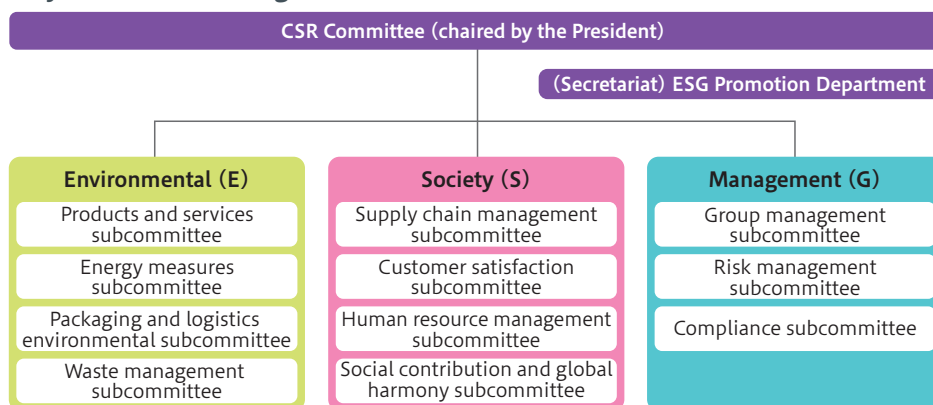 CSR Committee (chaired by the President)
(Secretariat) ESG Promotion Department
Environmental (E)
Products and services
subcommittee
Energy measures
subcommittee
Packaging and logistics
environmental subcommittee
Waste management
subcommittee
Society (S)
Supply chain management
subcommittee
Customer satisfaction
subcommittee
Human resource management
subcommittee
Social contribution and global
harmony subcommittee
Management (G)
Group management
subcommittee
Risk management
subcommittee
Compliance subcommittee